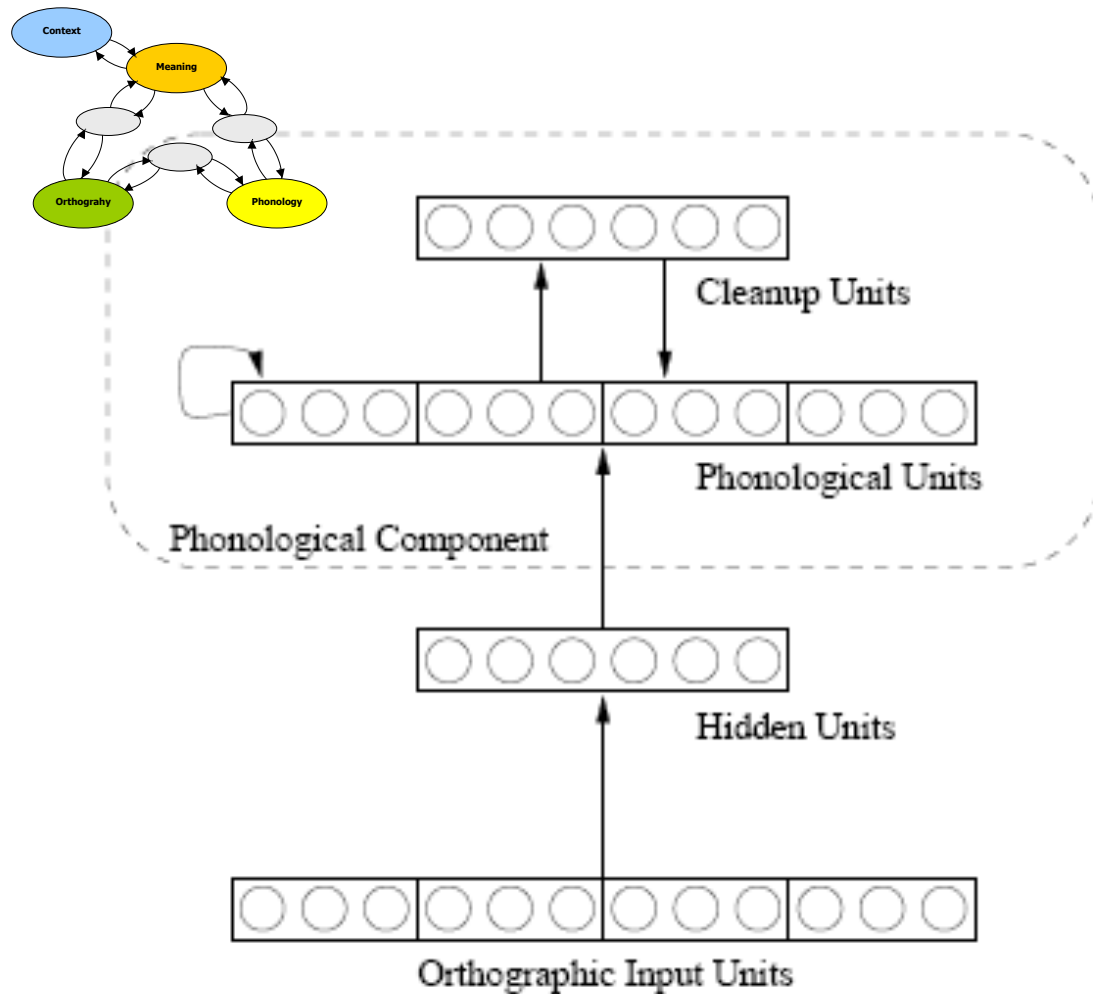 Context
Meaning
Orthograhy
Phonology
Cleanup Units
Phonological Units
Phonological Component
Hidden Units
Orthographic Input Units